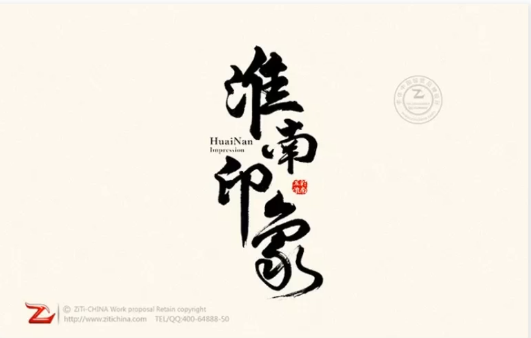 淮南印象
HuaiNan
Impression
© ZiTi-CHINA Work proposal Retain copyright
http://www.zitichina.com TEL/QQ:400-64888-50